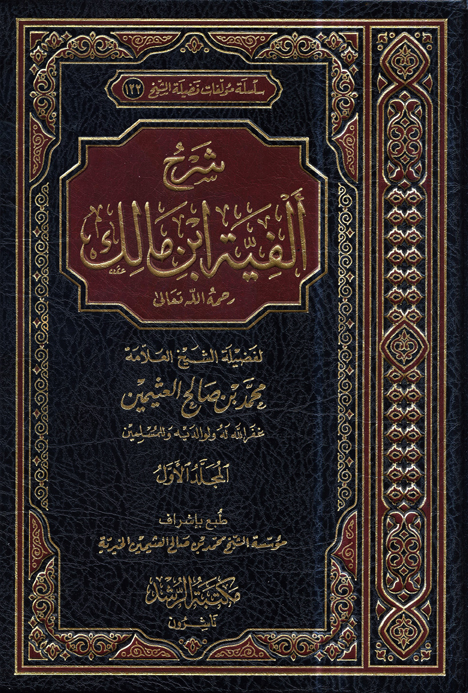 سلسلة مؤلفات فضيلة الشيخ (١٢٢)
شرح
ألفية ابن مالك
رحمه الله تعالى
لفضيلة الشيخ العلامة
محمد بن صالح العثيمين
غفر الله له ولوالديه وللمسلمين
المجلد الأول
طبع بإشراف
مؤسسة الشيخ محمد بن صالح العثيمين الخيرية
مكتبة الرشد
ناشرون